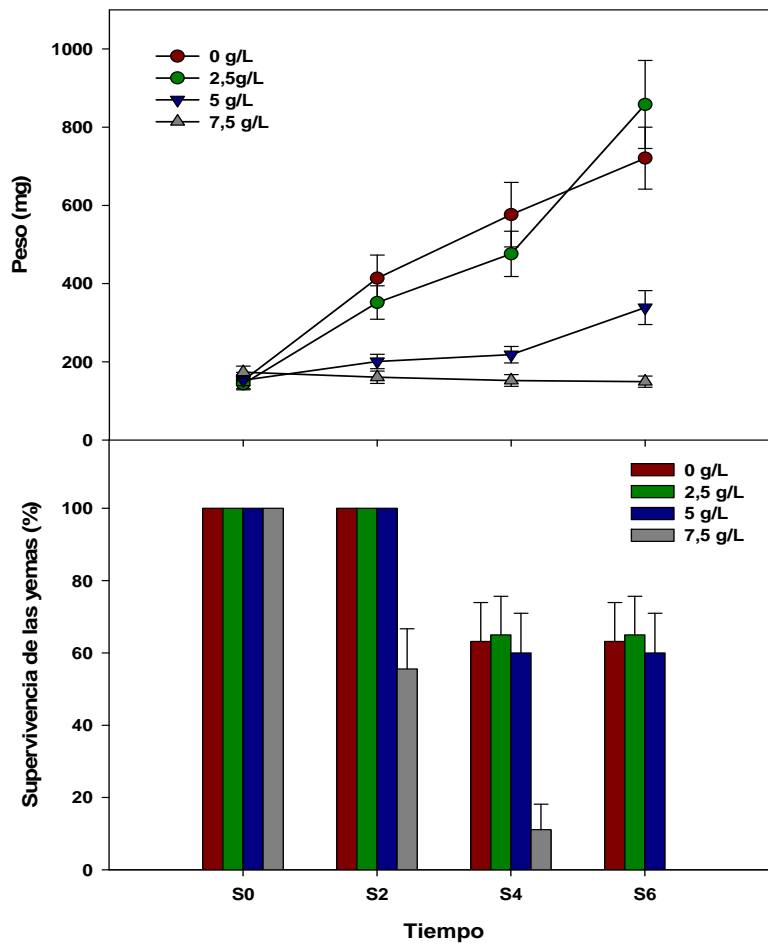 1000
800
600
400
200
0
Peso (mg)
0 g/L
2,5g/L
5 g/L
7,5 g/L
100
80
60
40
20
0
Supervivencia de las yemas (%)
0 g/L
2,5 g/L
5 g/L
7,5 g/L
S0 S2 S4 S6
Tiempo